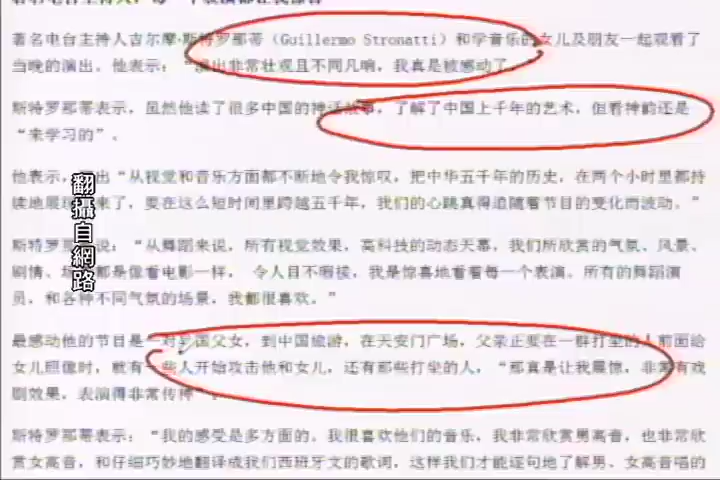 著名电台主持人吉尔摩·斯特罗那蒂（Guillermo Stronatti）和学音乐的女儿及朋友一起观看了
当晚的演出。他表示：“演出非常壮观且不同凡响，我真是被感动了。”
斯特罗那蒂表示，虽然他读了很多中国的神话故事，了解了中国上千年的艺术，但看神韵还是
“来学习的”。
他表示，出“从视觉和音乐方面都不断地令我惊叹，把中华五千年的历史，在两个小时里都持
续地展现来了，要在这么短时间里跨越五千年，我们的心跳真得追随着节目的变化而波动。”
斯特罗那说：“从舞蹈来说，所有视觉效果，高科技的动态天幕，我们所欣赏的气氛、风景、
剧情、场都是像看电影一样， 令人目不暇接，我是惊喜地看着每一个表演。所有的舞蹈演
员，和各种不同气氛的场景，我都很喜欢。”
最感动他的节目是一对国父女，到中国旅游，在天安门广场，父亲正要在一群打坐的人前面给
女儿照像时，就有一些人开始攻击他和女儿，还有那些打坐的人，“那真是让我震惊，非常有戏
剧效果，表演得非常传神”。
斯特罗那蒂表示：“我的感受是多方面的。我很喜欢他们的音乐，我非常欣赏男高音，也非常欣
赏女高音，和仔细巧妙地翻译成我们西班牙文的歌词，这样我们才能逐句地了解男、女高音唱的
翻攝自網路